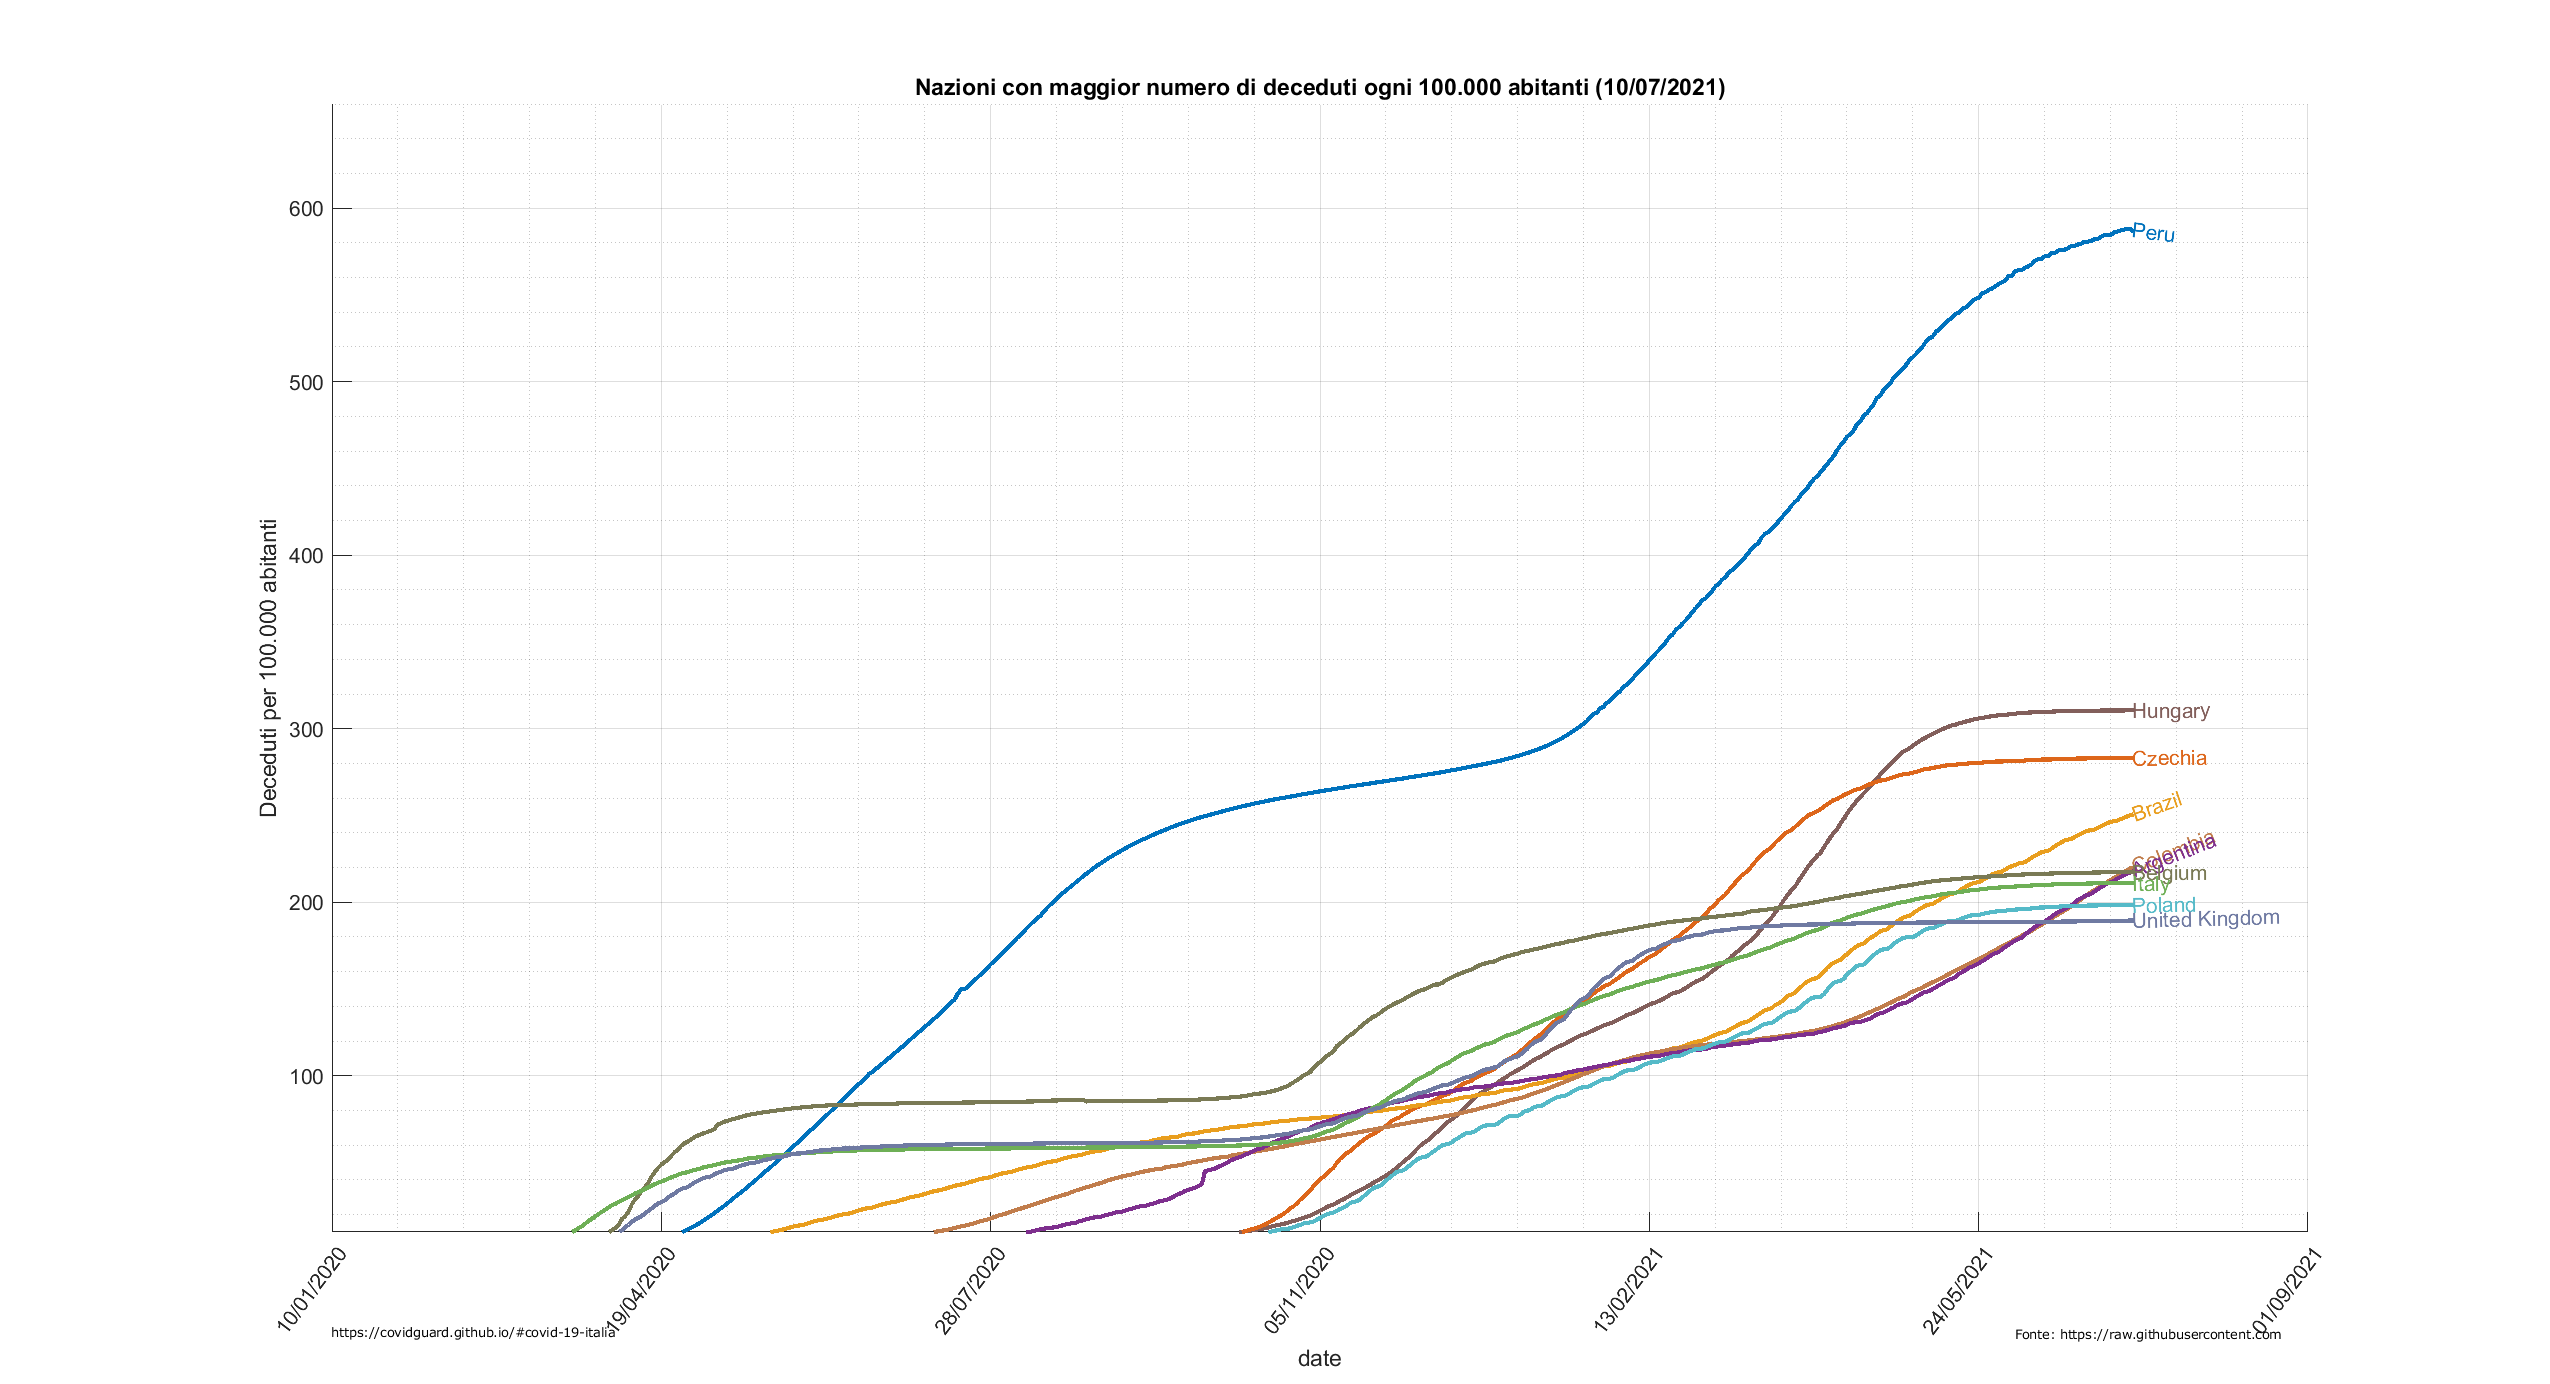 Nazioni con maggior numero di deceduti ogni 100.000 abitanti (10/07/2021)
Deceduti per 100.000 abitanti
600
500
400
300
200
100
Peru
Hungary
Czechia
Brazil
Colombia
Argentina
Belgium
Italy
Poland
United Kingdom
10/01/2020
19/04/2020
28/07/2020
05/11/2020
13/02/2021
24/05/2021
01/09/2021
https://covidguard.github.io/#covid-19-italia
Fonte: https://raw.githubusercontent.com
date